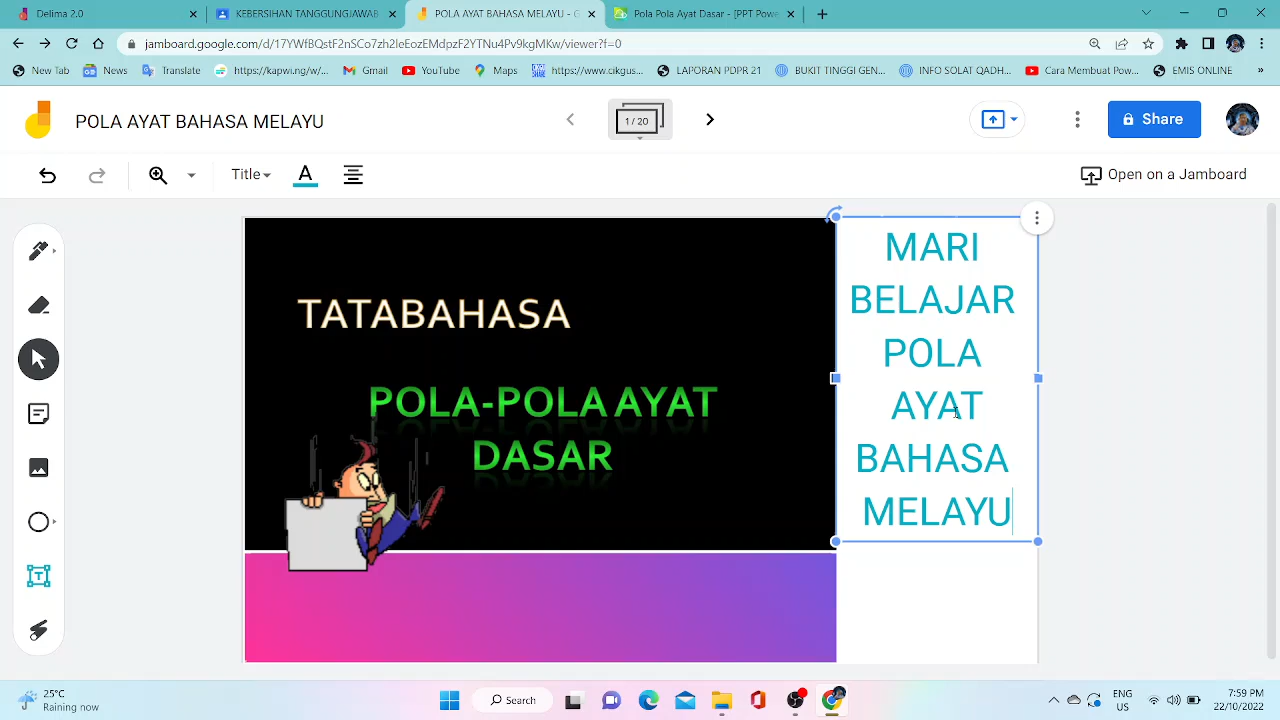 Delima 2.0
KEBERSIHAN TANGGUNGJAWAB
POLA AYAT BAHASA MELAYU - G
Pola Pola Ayat Dasar - [PPT Powe
jamboard.google.com/d/17YWfBQstF2nSCo7zh2IeEozEMdpzF2YTNu4Pv9kgMKw/viewer?f=0
New Tab
News
Translate
https://kapwing.in/w/
Gmail
YouTube
Maps
https://www.cikgus...
LAPORAN PDPR 21
BUKIT TINGGI GEN...
INFO SOLAT QADH...
Cara Membuat Pow...
EMIS ONLINE
»
POLA AYAT BAHASA MELAYU
1 / 20
Share
Title
A
Open on a Jamboard
TATABAHASA
POLA-POLA AYAT
DASAR
MARI
BELAJAR
POLA
AYAT
BAHASA
MELAYU
25°C
Raining now
Search
ENG
US
7:59 PM
22/10/2022